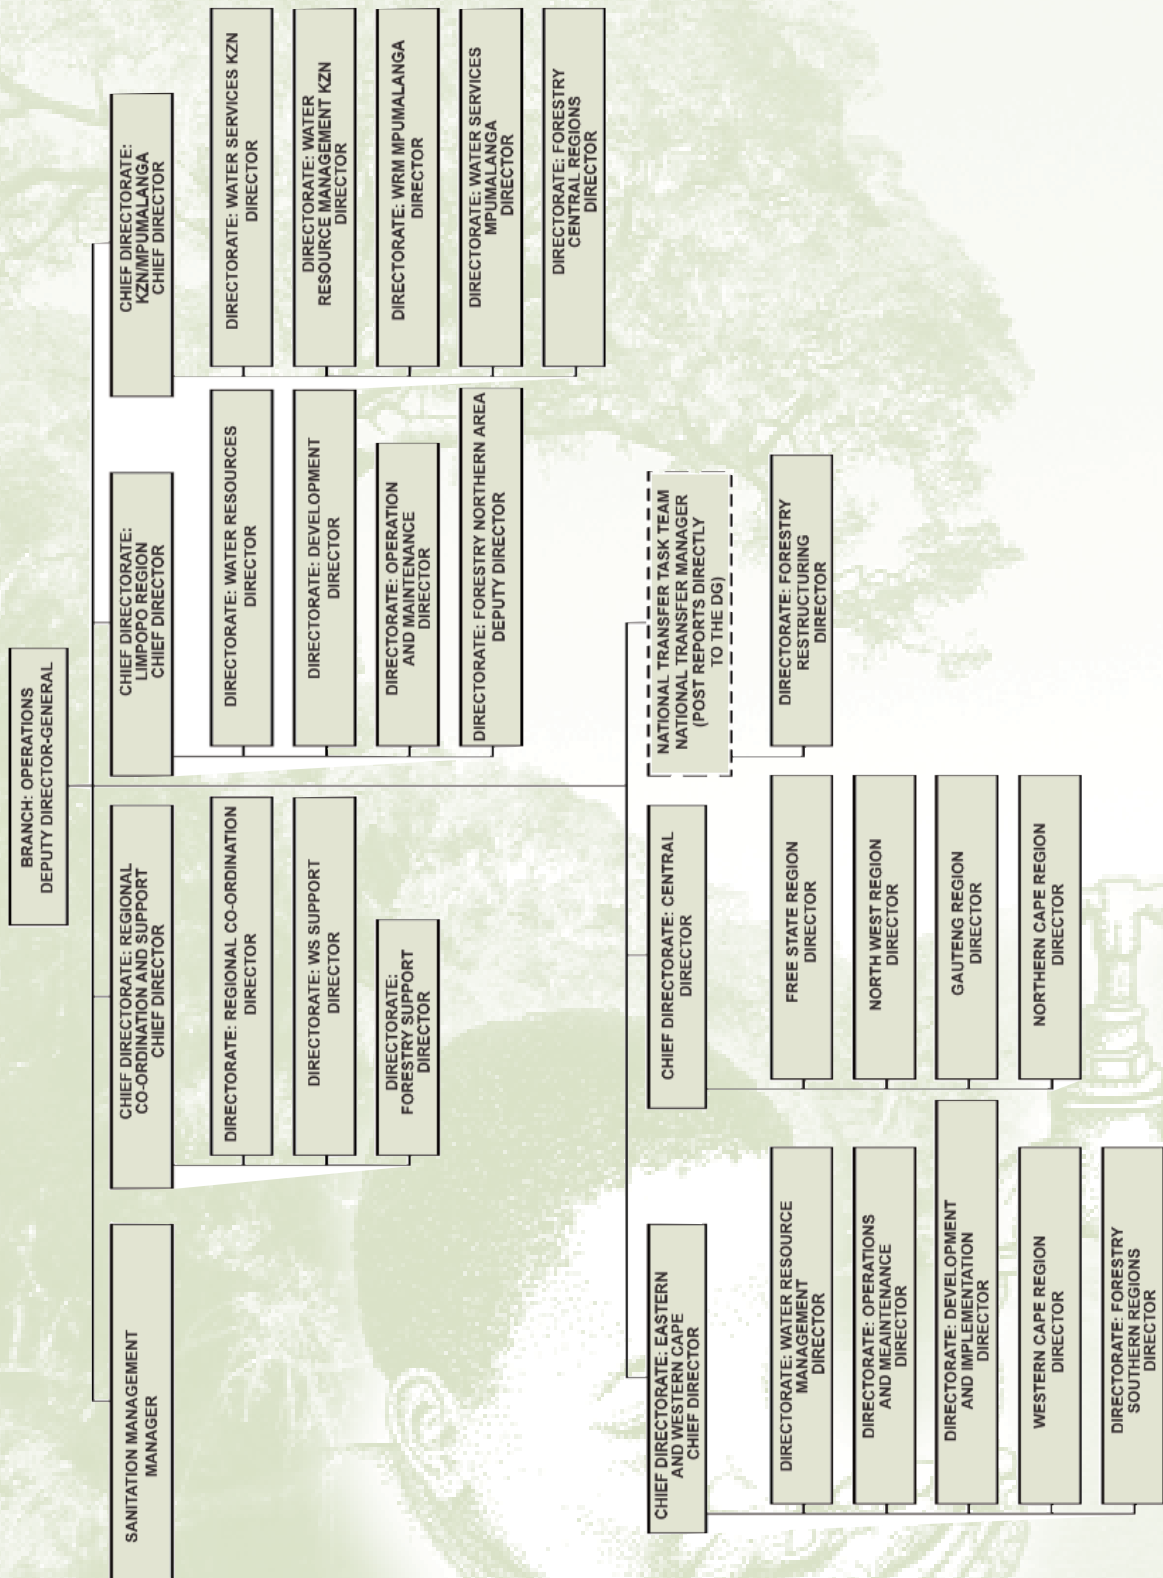 BRANCH: OPERATIONS
DEPUTY DIRECTOR-GENERAL
SANITATION MANAGEMENT
MANAGER
CHIEF DIRECTORATE: REGIONAL
CO-ORDINATION AND SUPPORT
CHIEF DIRECTOR
DIRECTORATE: REGIONAL CO-ORDINATION
DIRECTOR
DIRECTORATE: WS SUPPORT
DIRECTOR
DIRECTORATE:
FORESTRY SUPPORT
DIRECTOR
CHIEF DIRECTORATE:
LIMPOPO REGION
CHIEF DIRECTOR
DIRECTORATE: WATER RESOURCES
DIRECTOR
DIRECTORATE: DEVELOPMENT
DIRECTOR
DIRECTORATE: OPERATION
AND MAINTENANCE
DIRECTOR
DIRECTORATE: FORESTRY NORTHERN AREA
DEPUTY DIRECTOR
CHIEF DIRECTORATE:
KZN/MPUMALANGA
CHIEF DIRECTOR
DIRECTORATE: WATER SERVICES KZN
DIRECTOR
DIRECTORATE: WATER
RESOURCE MANAGEMENT KZN
DIRECTOR
DIRECTORATE: WRM MPUMALANGA
DIRECTOR
DIRECTORATE: WATER SERVICES
MPUMALANGA
DIRECTOR
DIRECTORATE: FORESTRY
CENTRAL REGIONS
DIRECTOR
CHIEF DIRECTORATE: EASTERN
AND WESTERN CAPE
CHIEF DIRECTOR
DIRECTORATE: WATER RESOURCE
MANAGEMENT
DIRECTOR
DIRECTORATE: OPERATIONS
AND MEAINTENANCE
DIRECTOR
DIRECTORATE: DEVELOPMENT
AND IMPLEMENTATION
DIRECTOR
WESTERN CAPE REGION
DIRECTOR
DIRECTORATE: FORESTRY
SOUTHERN REGIONS
DIRECTOR
CHIEF DIRECTORATE: CENTRAL
DIRECTOR
FREE STATE REGION
DIRECTOR
NORTH WEST REGION
DIRECTOR
GAUTENG REGION
DIRECTOR
NORTHERN CAPE REGION
DIRECTOR
NATIONAL TRANSFER TASK TEAM
NATIONAL TRANSFER MANAGER
(POST REPORTS DIRECTLY
TO THE DG)
DIRECTORATE: FORESTRY
RESTRUCTURING
DIRECTOR